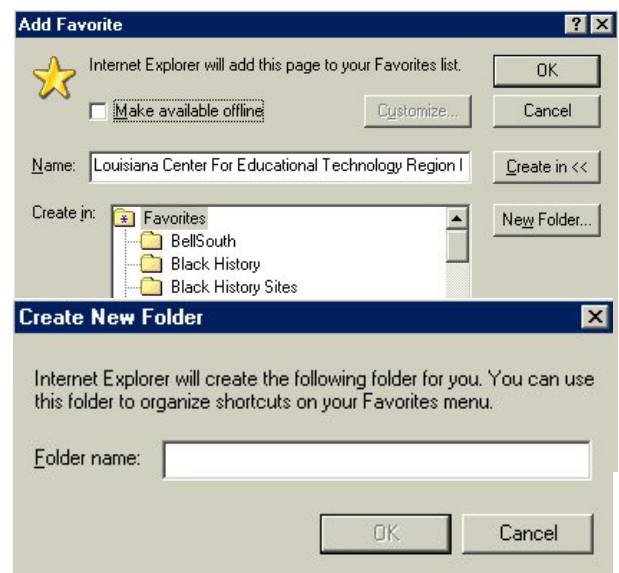 Add Favorite
Internet Explorer will add this page to your Favorites list.
OK
Make available offline
Customize...
Cancel
Name: Louisiana Center For Educational Technology Region I
Create in <<
Create in:
Favorites
New Folder...
BellSouth
Black History
Black History Sites
Create New Folder
Internet Explorer will create the following folder for you. You can use
this folder to organize shortcuts on your Favorites menu.
Folder name:
OK
Cancel